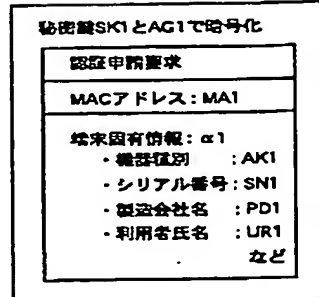 秘密鍵SK1とAG1で暗号化
認証申請要求
MACアドレス:MA1
端末固有情報:α1
・機器種別 :AK1
・シリアル番号:SN1
・製造会社名 :PD1
・利用者氏名 :UR1
など